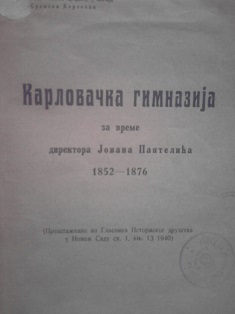 Карловачка гимназија
за време
директора Јована Пантелића
1852—1876
(Прештампано из Гласника Историског друштва
у Новом Саду св. 1, књ. 13 1940)